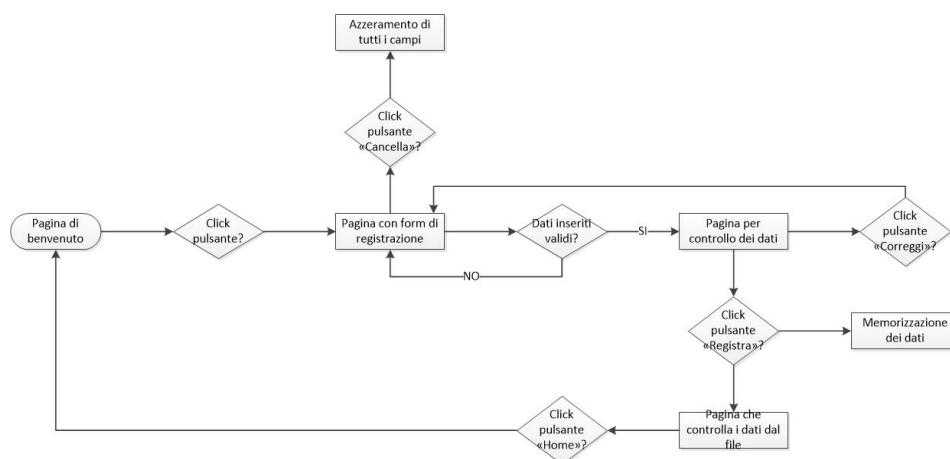 Azzeramento di
tutti i campi
Click
pulsante
«Cancella»?
Pagina di
benvenuto
Click
pulsante?
Pagina con form di
registrazione
Dati inseriti
validi?
SI
Pagina per
controllo dei dati
Click
pulsante
«Correggi»?
NO
Click
pulsante
«Registra»?
Memorizzazione
dei dati
Click
pulsante
«Home»?
Pagina che
controlla i dati dal
file